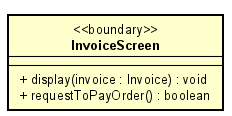 <<boundary>>
InvoiceScreen
+ display(invoice : Invoice) : void
+ requestToPayOrder() : boolean